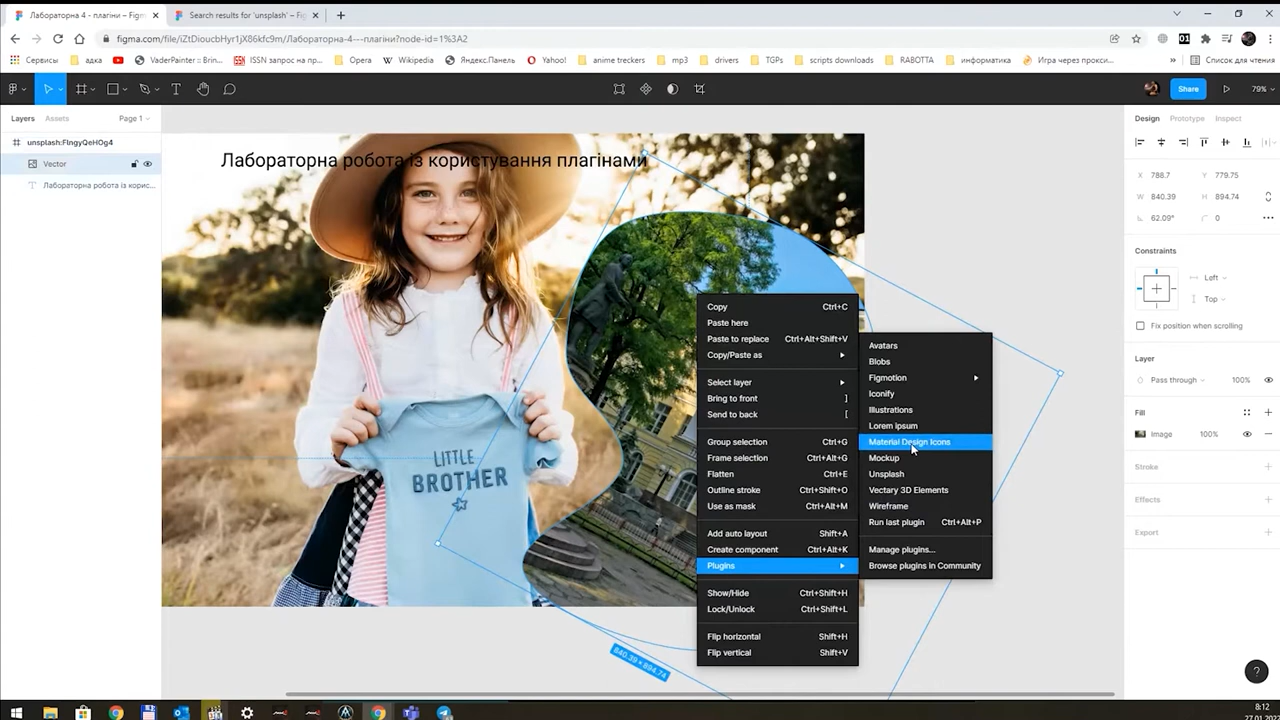 Лабораторна 4 - плагіни – Figm
Search results for 'unsplash' – Fig
figma.com/file/iZtDioucbHyr1jX86kfc9m/Лабораторна-4---плагіни?node-id=1%3A2
Сервисы
адка
VaderPainter :: Brin...
ISSN запрос на пр...
Opera
Wikipedia
Яндекс.Панель
Yahoo!
anime treckers
mp3
drivers
TGPs
scripts downloads
RABOTTA
информатика
Игра через прокси...
»
Список для чтения
Share
79%
Layers
Assets
Page 1
unsplash:FIngyQeHOg4
Vector
Лабораторна робота із корис...
Лабораторна робота із користування плагінами
LITTLE
BROTHER
840.39 × 894.74
Copy Ctrl+C
Paste here
Paste to replace Ctrl+Alt+Shift+V
Copy/Paste as
Select layer
Bring to front ]
Send to back [
Group selection Ctrl+G
Frame selection Ctrl+Alt+G
Flatten Ctrl+E
Outline stroke Ctrl+Shift+O
Use as mask Ctrl+Alt+M
Add auto layout Shift+A
Create component Ctrl+Alt+K
Plugins
Show/Hide Ctrl+Shift+H
Lock/Unlock Ctrl+Shift+L
Flip horizontal Shift+H
Flip vertical Shift+V
Avatars
Blobs
Figmotion
Iconify
Illustrations
Lorem ipsum
Material Design Icons
Mockup
Unsplash
Vectary 3D Elements
Wireframe
Run last plugin Ctrl+Alt+P
Manage plugins...
Browse plugins in Community
Design
Prototype
Inspect
X 788.7 Y 779.75
W 840.39 H 894.74
62.09° 0
Constraints
Left
Top
Fix position when scrolling
Layer
Pass through 100%
Fill
Image 100%
Stroke
Effects
Export
?
8:12